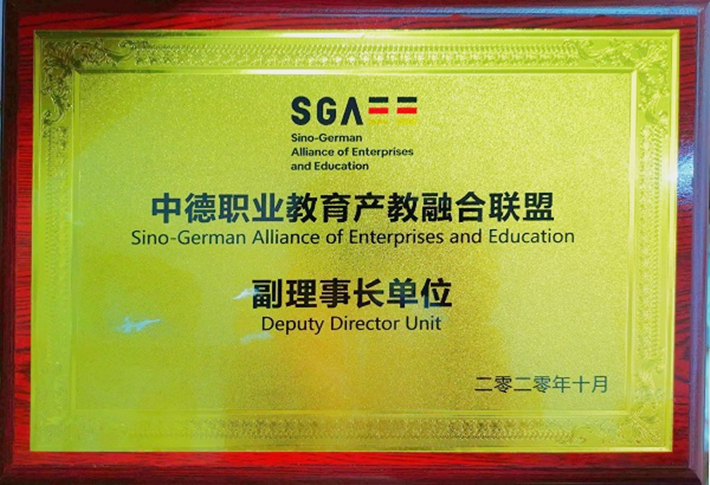 SGAEE
Sino-German
Alliance of Enterprises
and Education
中德职业教育产教融合联盟
Sino-German Alliance of Enterprises and Education
副理事长单位
Deputy Director Unit
二零二零年十月